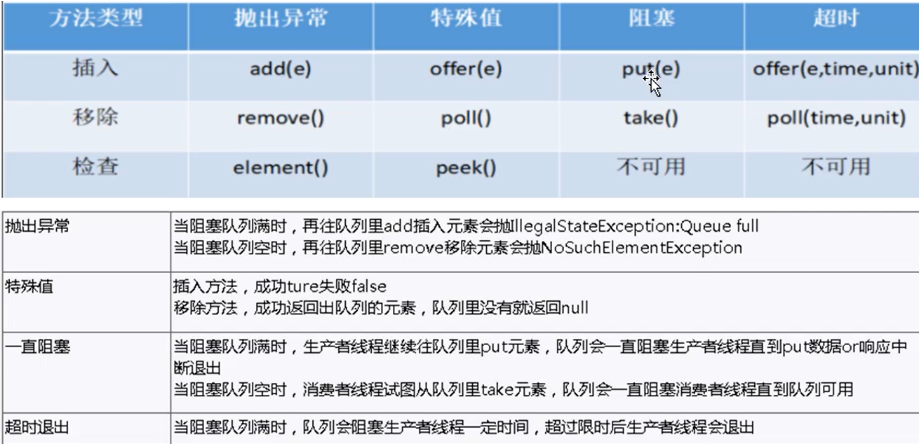 方法类型 抛出异常 特殊值 阻塞 超时
插入 add(e) offer(e) put(e) offer(e,time,unit)
移除 remove() poll() take() poll(time,unit)
检查 element() peek() 不可用 不可用
抛出异常 当阻塞队列满时，再往队列里add插入元素会抛IllegalStateException:Queue full
当阻塞队列空时，再往队列里remove移除元素会抛NoSuchElementException
特殊值 插入方法，成功ture失败false
移除方法，成功返回出队列的元素，队列里没有就返回null
一直阻塞 当阻塞队列满时，生产者线程继续往队列里put元素，队列会一直阻塞生产者线程直到put数据or响应中
断退出
当阻塞队列空时，消费者线程试图从队列里take元素，队列会一直阻塞消费者线程直到队列可用
超时退出 当阻塞队列满时，队列会阻塞生产者线程一定时间，超过限时后生产者线程会退出